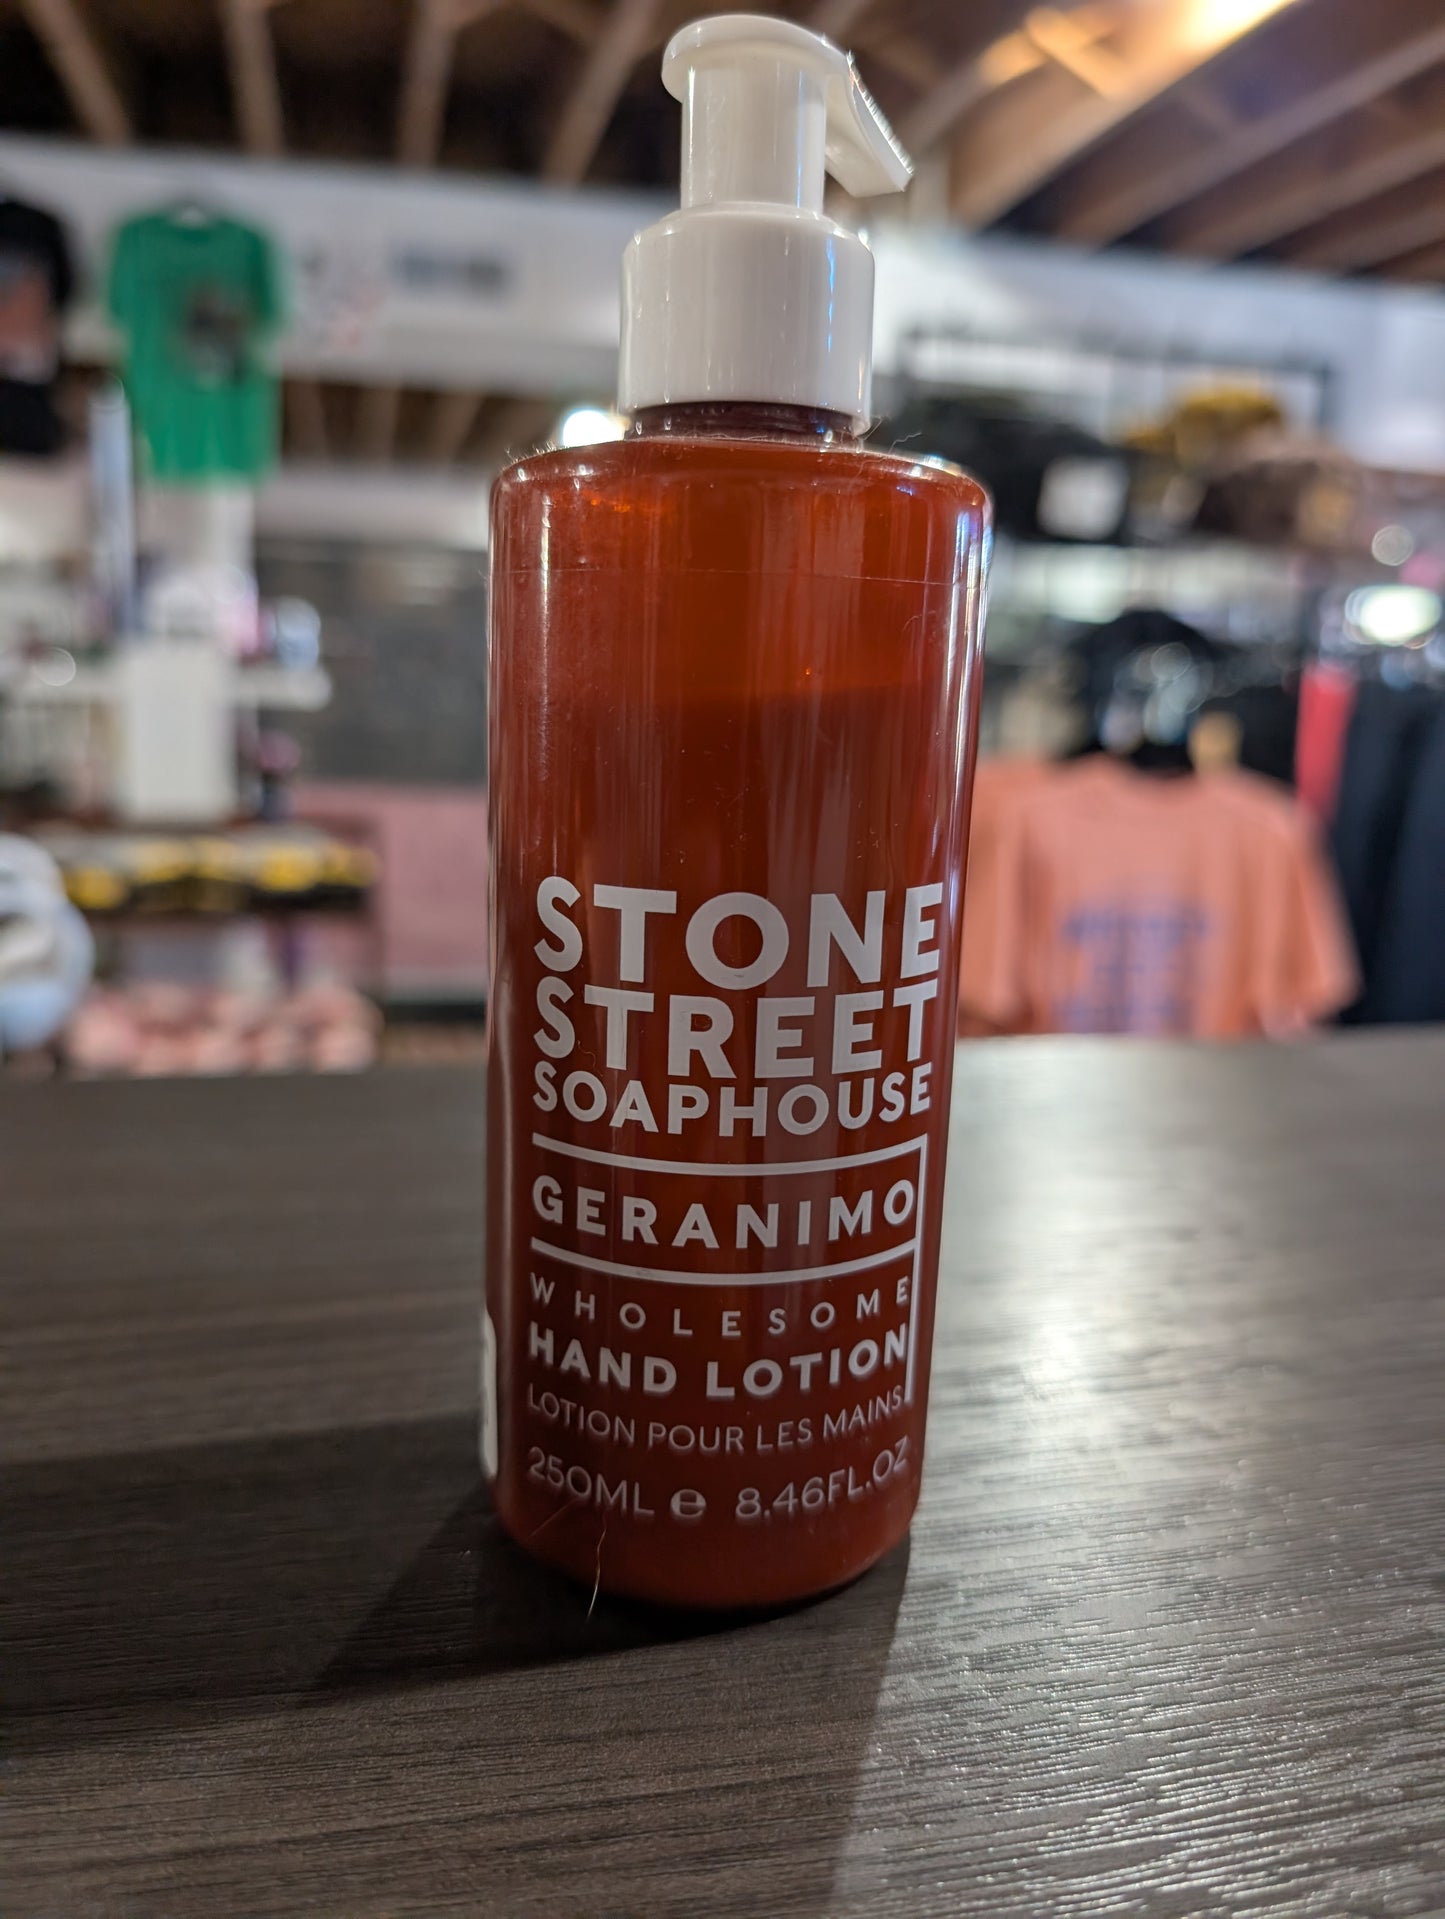 STONE
STREET
SOAPHOUSE
GERANIMO
WHOLESOME
HAND LOTION
LOTION POUR LES MAINS
250ML ℮ 8.46FL.OZ